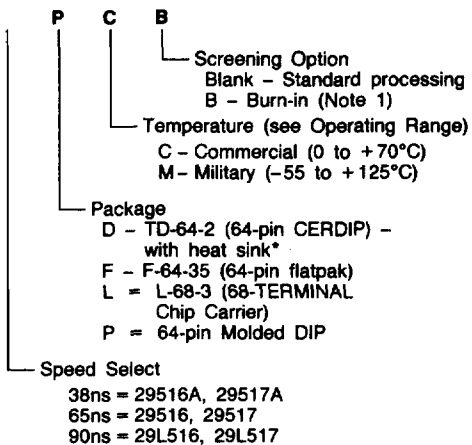 P C B
Screening Option
Blank – Standard processing
B – Burn-in (Note 1)
Temperature (see Operating Range)
C – Commercial (0 to +70°C)
M – Military (–55 to +125°C)
Package
D – TD-64-2 (64-pin CERDIP) –
with heat sink*
F – F-64-35 (64-pin flatpak)
L = L-68-3 (68-TERMINAL
Chip Carrier)
P = 64-pin Molded DIP
Speed Select
38ns = 29516A, 29517A
65ns = 29516, 29517
90ns = 29L516, 29L517